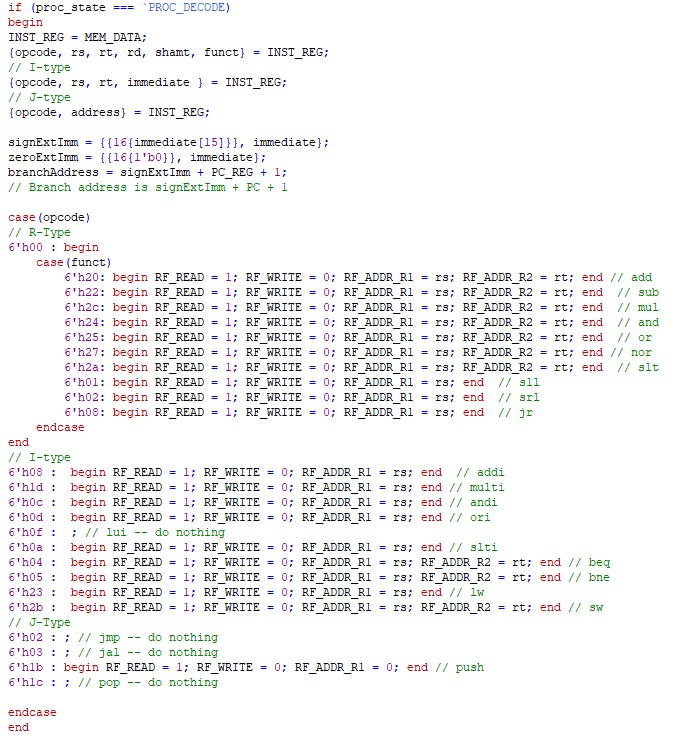 if (proc_state === `PROC_DECODE)
begin
INST_REG = MEM_DATA;
{opcode, rs, rt, rd, shamt, funct} = INST_REG;
// I-type
{opcode, rs, rt, immediate } = INST_REG;
// J-type
{opcode, address} = INST_REG;
signExtImm = {{16{immediate[15]}}, immediate};
zeroExtImm = {{16{1'b0}}, immediate};
branchAddress = signExtImm + PC_REG + 1;
// Branch address is signExtImm + PC + 1
case(opcode)
// R-Type
6'h00 : begin
case(funct)
6'h20: begin RF_READ = 1; RF_WRITE = 0; RF_ADDR_R1 = rs; RF_ADDR_R2 = rt; end // add
6'h22: begin RF_READ = 1; RF_WRITE = 0; RF_ADDR_R1 = rs; RF_ADDR_R2 = rt; end // sub
6'h2c: begin RF_READ = 1; RF_WRITE = 0; RF_ADDR_R1 = rs; RF_ADDR_R2 = rt; end // mul
6'h24: begin RF_READ = 1; RF_WRITE = 0; RF_ADDR_R1 = rs; RF_ADDR_R2 = rt; end // and
6'h25: begin RF_READ = 1; RF_WRITE = 0; RF_ADDR_R1 = rs; RF_ADDR_R2 = rt; end // or
6'h27: begin RF_READ = 1; RF_WRITE = 0; RF_ADDR_R1 = rs; RF_ADDR_R2 = rt; end // nor
6'h2a: begin RF_READ = 1; RF_WRITE = 0; RF_ADDR_R1 = rs; RF_ADDR_R2 = rt; end // slt
6'h01: begin RF_READ = 1; RF_WRITE = 0; RF_ADDR_R1 = rs; end // sll
6'h02: begin RF_READ = 1; RF_WRITE = 0; RF_ADDR_R1 = rs; end // srl
6'h08: begin RF_READ = 1; RF_WRITE = 0; RF_ADDR_R1 = rs; end // jr
endcase
end
// I-type
6'h08 : begin RF_READ = 1; RF_WRITE = 0; RF_ADDR_R1 = rs; end // addi
6'h1d : begin RF_READ = 1; RF_WRITE = 0; RF_ADDR_R1 = rs; end // multi
6'h0c : begin RF_READ = 1; RF_WRITE = 0; RF_ADDR_R1 = rs; end // andi
6'h0d : begin RF_READ = 1; RF_WRITE = 0; RF_ADDR_R1 = rs; end // ori
6'h0f : ; // lui -- do nothing
6'h0a : begin RF_READ = 1; RF_WRITE = 0; RF_ADDR_R1 = rs; end // slti
6'h04 : begin RF_READ = 1; RF_WRITE = 0; RF_ADDR_R1 = rs; RF_ADDR_R2 = rt; end // beq
6'h05 : begin RF_READ = 1; RF_WRITE = 0; RF_ADDR_R1 = rs; RF_ADDR_R2 = rt; end // bne
6'h23 : begin RF_READ = 1; RF_WRITE = 0; RF_ADDR_R1 = rs; end // lw
6'h2b : begin RF_READ = 1; RF_WRITE = 0; RF_ADDR_R1 = rs; RF_ADDR_R2 = rt; end // sw
// J-Type
6'h02 : ; // jmp -- do nothing
6'h03 : ; // jal -- do nothing
6'h1b : begin RF_READ = 1; RF_WRITE = 0; RF_ADDR_R1 = 0; end // push
6'h1c : ; // pop -- do nothing
endcase
end